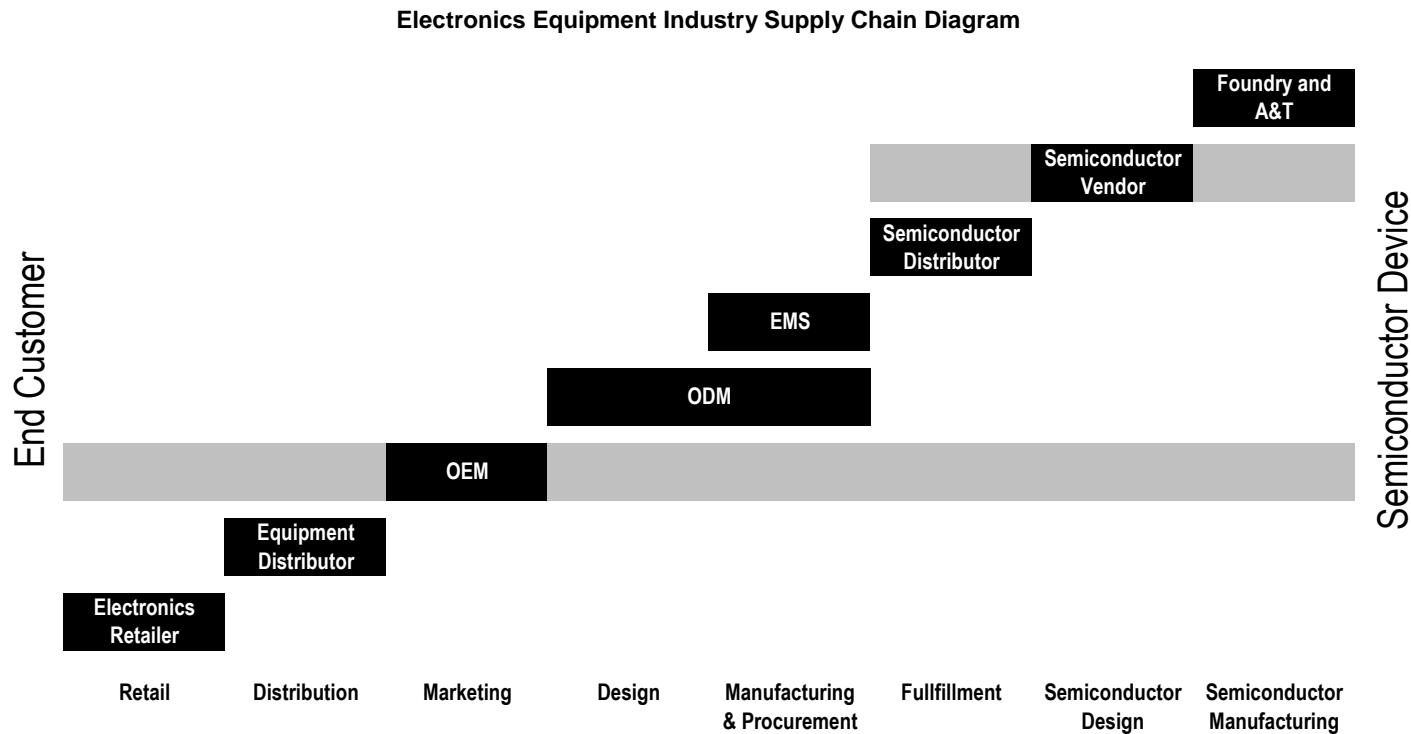 Electronics Equipment Industry Supply Chain Diagram
Foundry and
A&T
Semiconductor
Vendor
Semiconductor
Distributor
EMS
ODM
OEM
Equipment
Distributor
Electronics
Retailer
End Customer
Semiconductor Device
Retail
Distribution
Marketing
Design
Manufacturing
& Procurement
Fullfillment
Semiconductor
Design
Semiconductor
Manufacturing